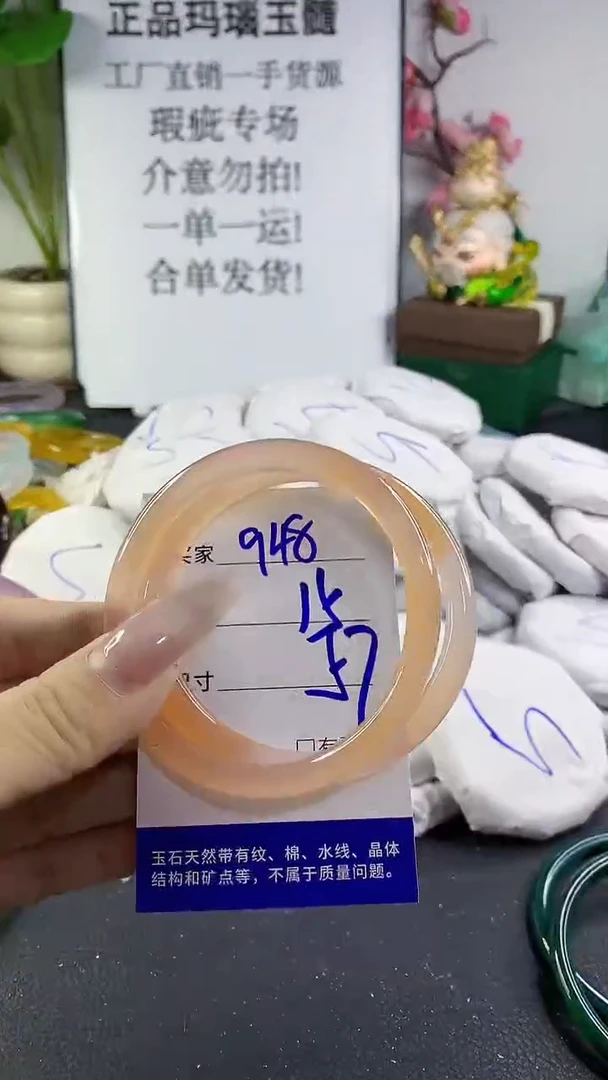 正品玛瑙玉髓
工厂直销一手货源
瑕疵专场
介意勿拍!
一单一运!
合单发货!
买家 948
寸
口有
玉石天然带有纹、棉、水线、晶体
结构和矿点等，不属于质量问题。